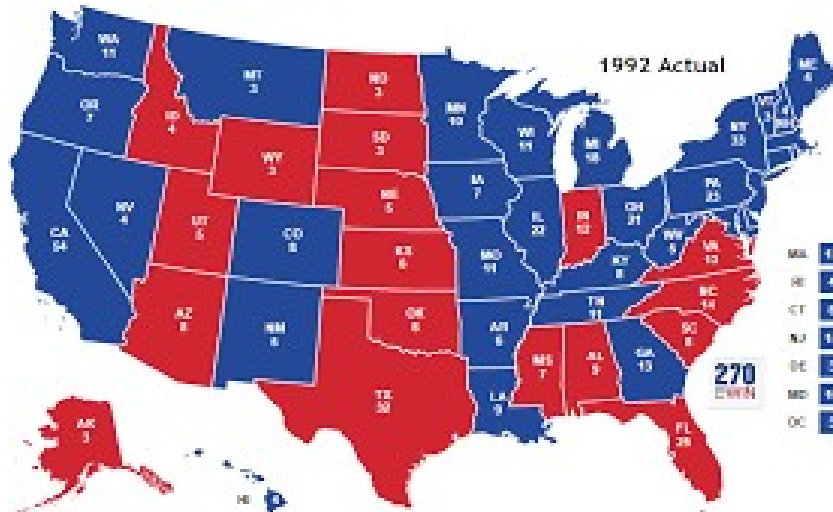 1992 Actual
WA
11
OR
7
CA
54
NV
4
ID
4
MT
3
WY
3
UT
5
AZ
8
CO
8
NM
5
ND
3
SD
3
NE
5
KS
6
OK
8
TX
32
MN
10
IA
7
MO
11
AR
6
LA
9
WI
11
IL
22
MI
18
IN
12
OH
21
KY
8
TN
11
MS
7
AL
9
GA
13
FL
25
SC
8
NC
14
VA
13
WV
5
PA
23
NY
33
ME
4
AK
3
HI
MA
RI
CT
NJ
DE
MD
DC
270
TOWIN